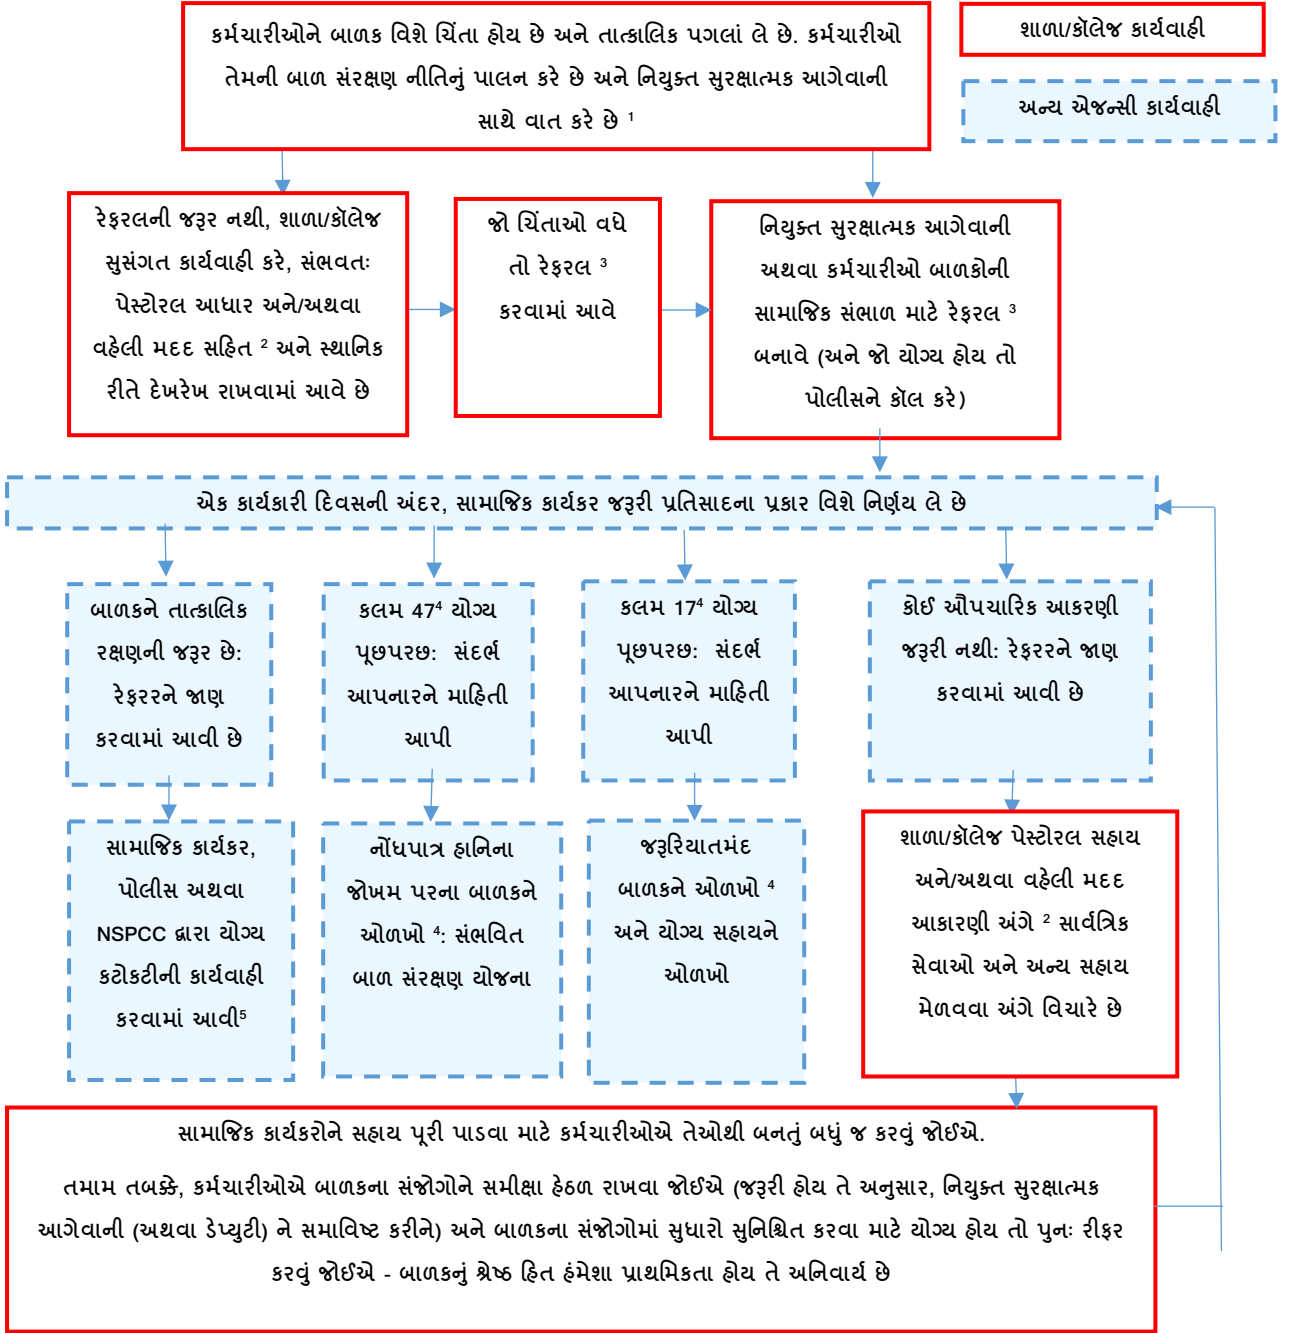 કર્મચારીઓને બાળક વિશે ચિંતા હોય છે અને તાત્કાલિક પગલાં લે છે. કર્મચારીઓ
તેમની બાળ સંરક્ષણ નીતિનું પાલન કરે છે અને નિયુક્ત સુરક્ષાત્મક આગેવાની
સાથે વાત કરે છે ¹
શાળા/કૉલેજ કાર્યવાહી
અન્ય એજન્સી કાર્યવાહી
રેફરલની જરૂર નથી, શાળા/કૉલેજ
સુસંગત કાર્યવાહી કરે, સંભવતઃ
પેસ્ટોરલ આધાર અને/અથવા
વહેલી મદદ સહિત ² અને સ્થાનિક
રીતે દેખરેખ રાખવામાં આવે છે
જો ચિંતાઓ વધે
તો રેફરલ ³
કરવામાં આવે
નિયુક્ત સુરક્ષાત્મક આગેવાની
અથવા કર્મચારીઓ બાળકોની
સામાજિક સંભાળ માટે રેફરલ ³
બનાવે (અને જો યોગ્ય હોય તો
પોલીસને કૉલ કરે)
એક કાર્યકારી દિવસની અંદર, સામાજિક કાર્યકર જરૂરી પ્રતિસાદના પ્રકાર વિશે નિર્ણય લે છે
બાળકને તાત્કાલિક
રક્ષણની જરૂર છે:
રેફરરને જાણ
કરવામાં આવી છે
કલમ 47⁴ યોગ્ય
પૂછપરછ: સંદર્ભ
આપનારને માહિતી
આપી
કલમ 17⁴ યોગ્ય
પૂછપરછ: સંદર્ભ
આપનારને માહિતી
આપી
કોઈ ઔપચારિક આકરણી
જરૂરી નથી: રેફરરને જાણ
કરવામાં આવી છે
સામાજિક કાર્યકર,
પોલીસ અથવા
NSPCC દ્વારા યોગ્ય
કટોકટીની કાર્યવાહી
કરવામાં આવી⁵
નોંધપાત્ર હાનિના
જોખમ પરના બાળકને
ઓળખો ⁴: સંભવિત
બાળ સંરક્ષણ યોજના
જરૂરિયાતમંદ
બાળકને ઓળખો ⁴
અને યોગ્ય સહાયને
ઓળખો
શાળા/કૉલેજ પેસ્ટોરલ સહાય
અને/અથવા વહેલી મદદ
આકારણી અંગે ² સાર્વત્રિક
સેવાઓ અને અન્ય સહાય
મેળવવા અંગે વિચારે છે
સામાજિક કાર્યકરોને સહાય પૂરી પાડવા માટે કર્મચારીઓએ તેઓથી બનતું બધું જ કરવું જોઈએ.
તમામ તબક્કે, કર્મચારીઓએ બાળકના સંજોગોને સમીક્ષા હેઠળ રાખવા જોઈએ (જરૂરી હોય તે અનુસાર, નિયુક્ત સુરક્ષાત્મક
આગેવાની (અથવા ડેપ્યુટી) ને સમાવિષ્ટ કરીને) અને બાળકના સંજોગોમાં સુધારો સુનિશ્ચિત કરવા માટે યોગ્ય હોય તો પુનઃ રીફર
કરવું જોઈએ - બાળકનું શ્રેષ્ઠ હિત હંમેશા પ્રાથમિકતા હોય તે અનિવાર્ય છે